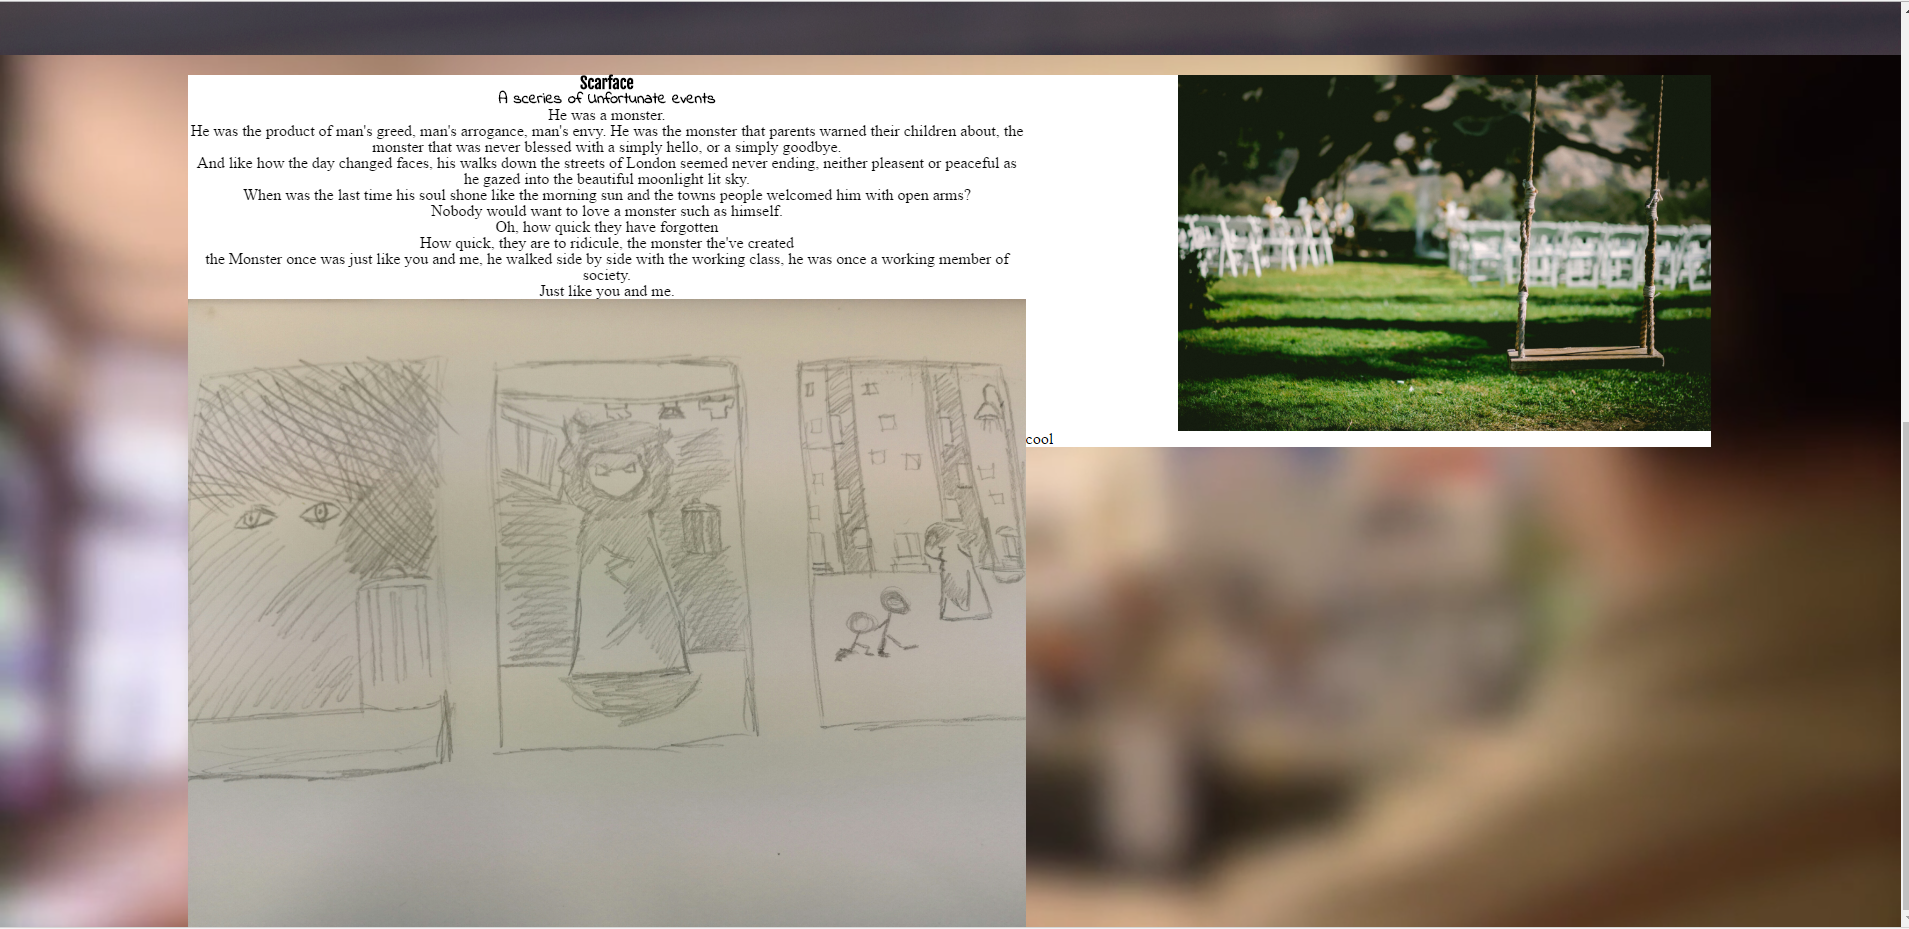 Scarface
A sceries of Unfortunate events
He was a monster.
He was the product of man's greed, man's arrogance, man's envy. He was the monster that parents warned their children about, the
monster that was never blessed with a simply hello, or a simply goodbye.
And like how the day changed faces, his walks down the streets of London seemed never ending, neither pleasent or peaceful as
he gazed into the beautiful moonlight lit sky.
When was the last time his soul shone like the morning sun and the towns people welcomed him with open arms?
Nobody would want to love a monster such as himself.
Oh, how quick they have forgotten
How quick, they are to ridicule, the monster the've created
the Monster once was just like you and me, he walked side by side with the working class, he was once a working member of
society.
Just like you and me.
cool